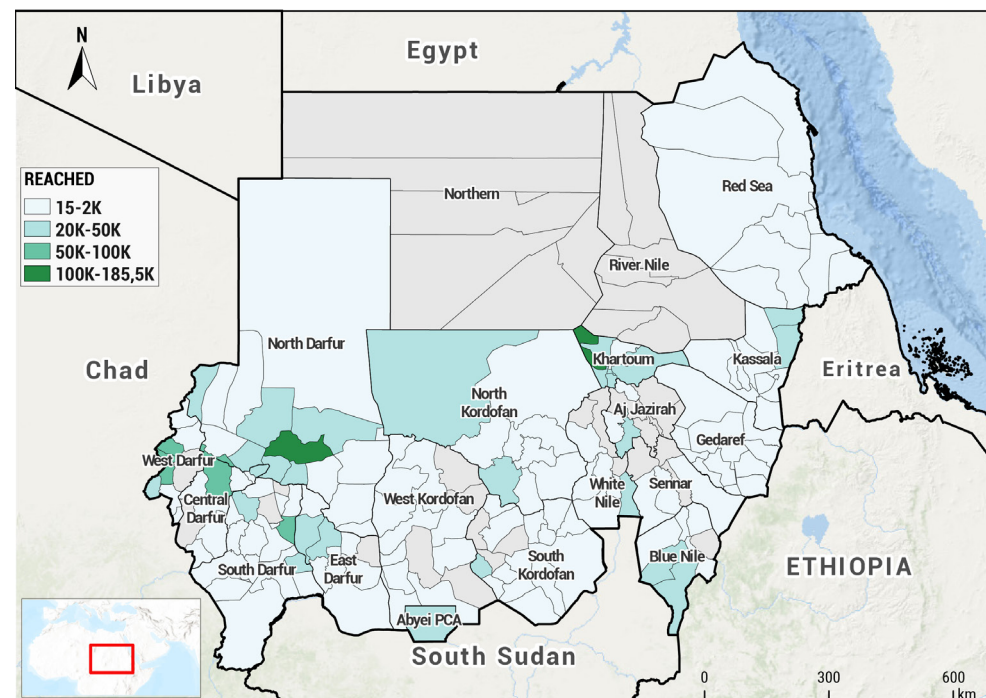 Egypt
N
Libya
REACHED
15-2K
20K-50K
50K-100K
100K-185,5K
Northern
Red Sea
River Nile
North Darfur
Khartoum
Kassala
Chad
Eritrea
North
Kordofan
Aj Jazirah
Gedaref
West Darfur
Central
Darfur
West Kordofan
White
Nile
Sennar
South Darfur
East
Darfur
South
Kordofan
Blue Nile
ETHIOPIA
Abyei PCA
South Sudan
0 300 600
km